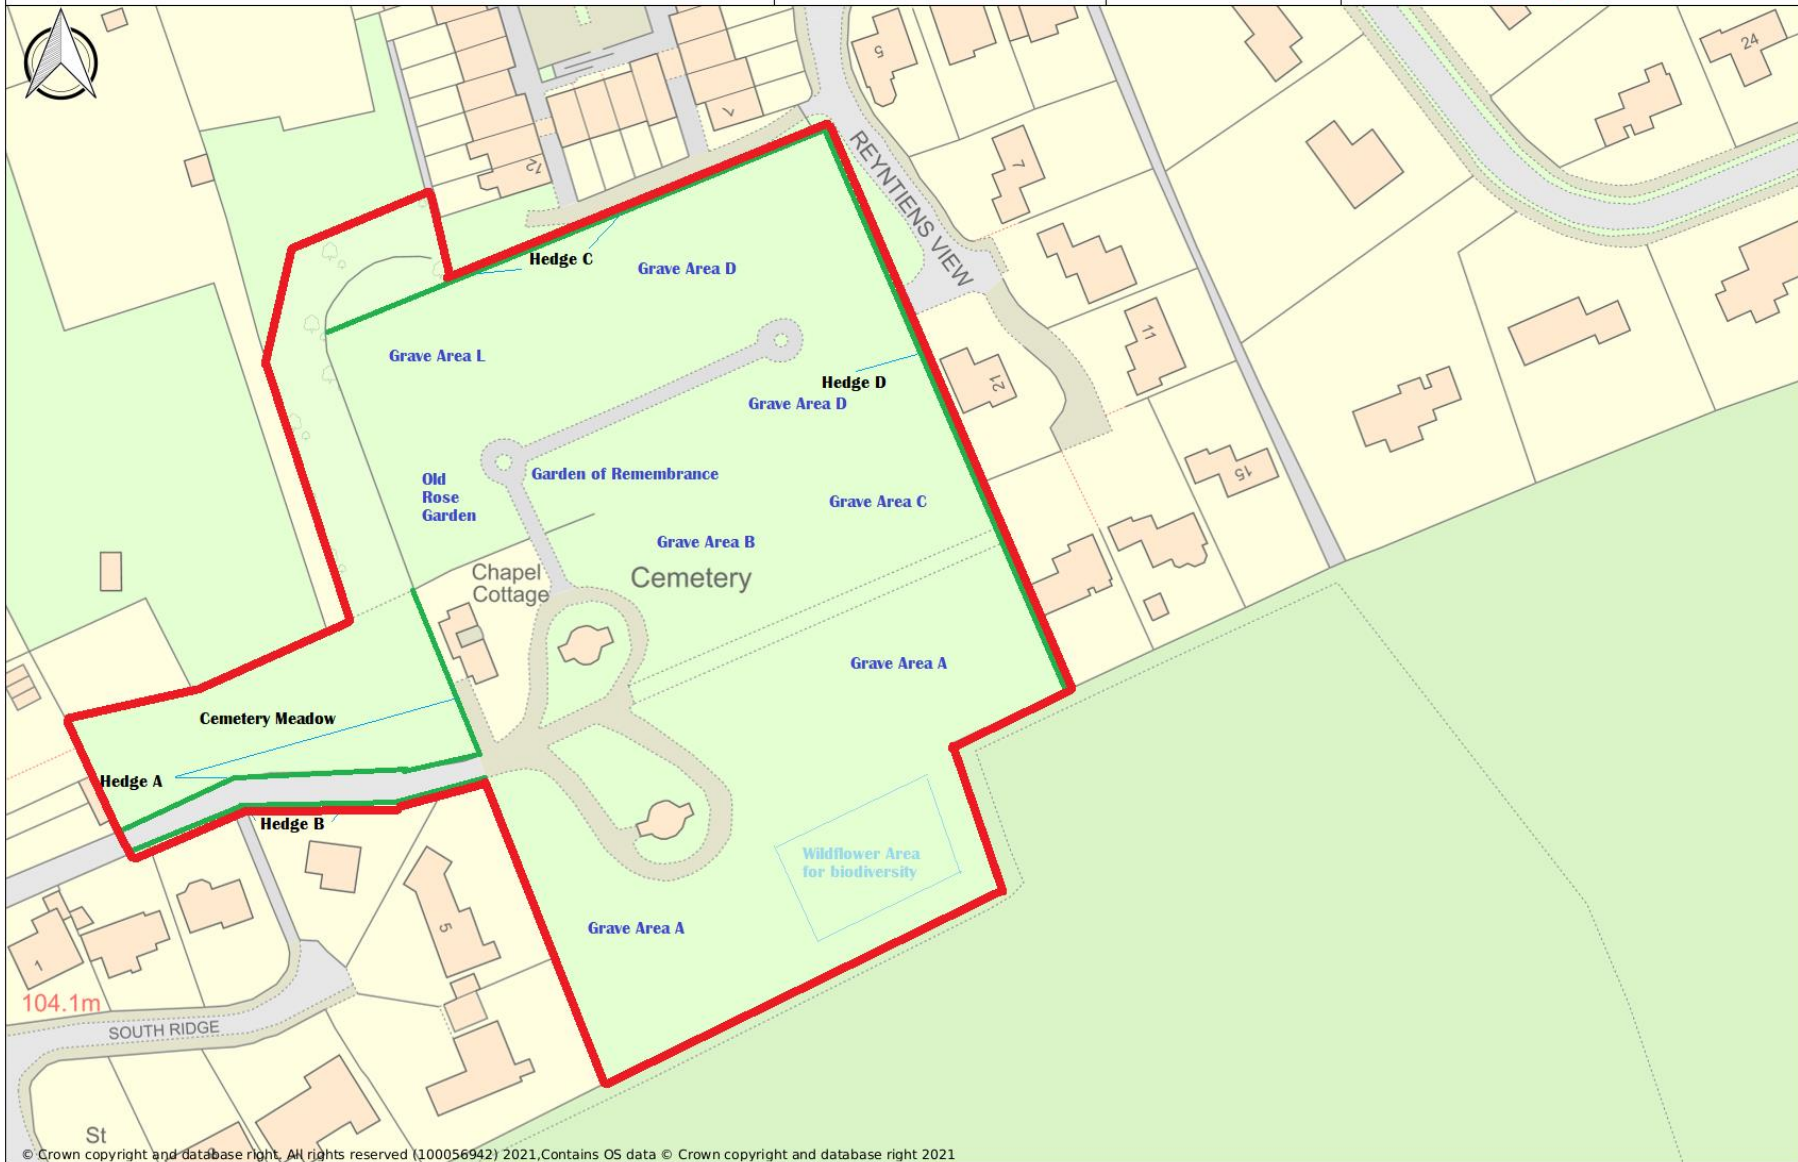 24
5
7
12
7
REYNTIENS VIEW
Hedge C
Grave Area D
11
Grave Area L
Hedge D
21
Grave Area D
15
Old
Rose
Garden
Garden of Remembrance
Grave Area C
Grave Area B
Chapel
Cottage
Cemetery
Grave Area A
Cemetery Meadow
Hedge A
Hedge B
Wildflower Area
for biodiversity
Grave Area A
5
1
104.1m
SOUTH RIDGE
St
© Crown copyright and database right. All rights reserved (100056942) 2021,Contains OS data © Crown copyright and database right 2021